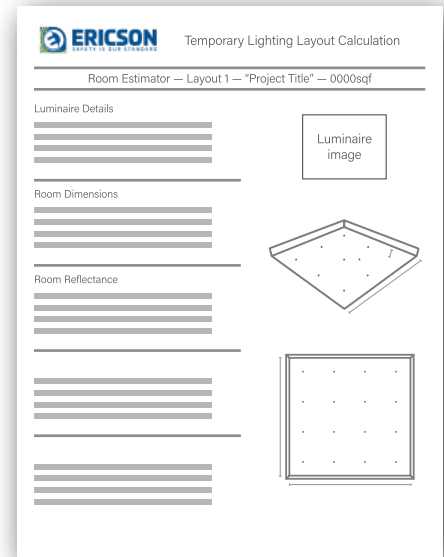 ERICSON
SAFETY IS OUR STANDARD
Temporary Lighting Layout Calculation
Room Estimator — Layout 1 — “Project Title” — 0000sqf
Luminaire Details
Luminaire
image
Room Dimensions
Room Reflectance